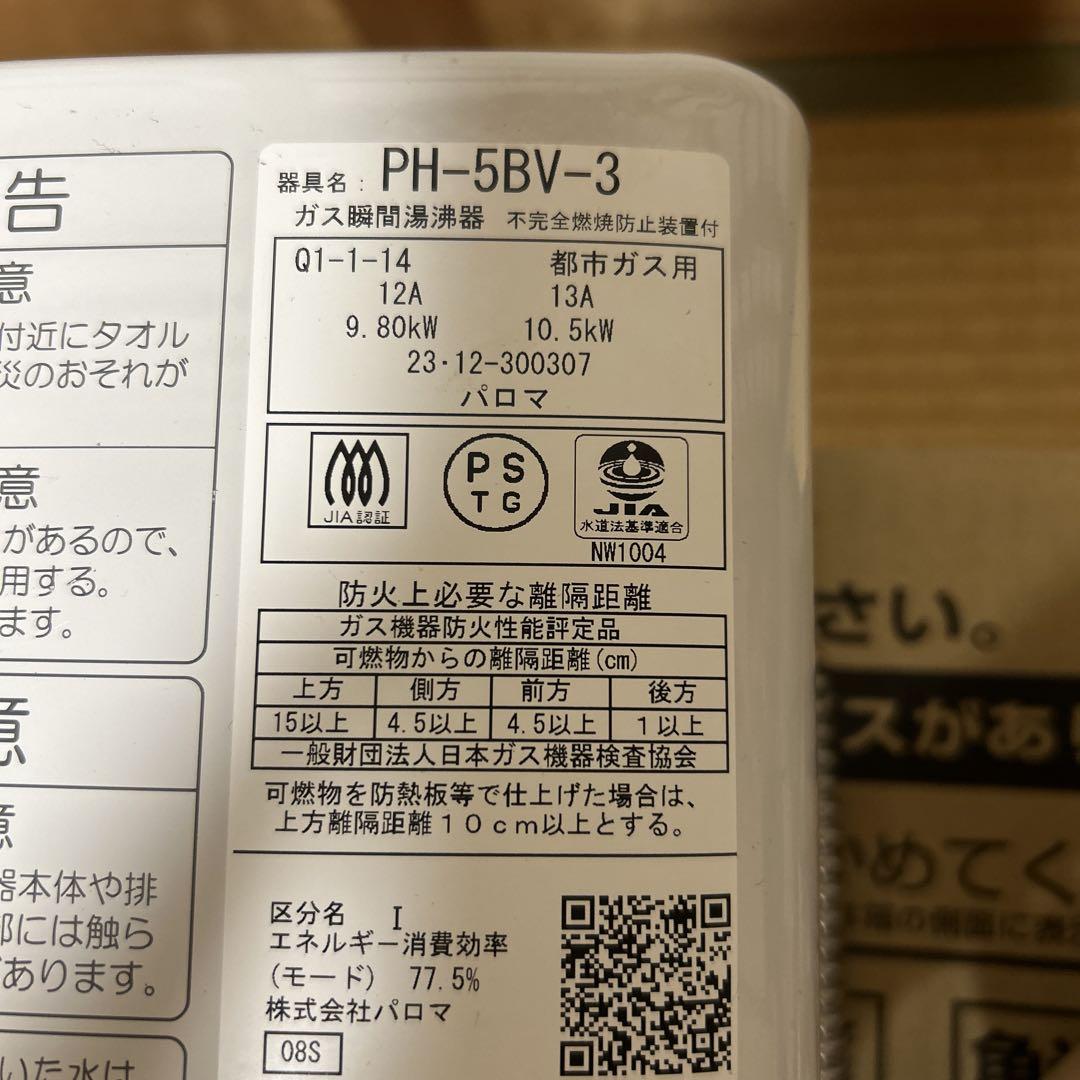 告
意
付近にタオル
災のおそれが
意
があるので、
用する。
ます。
意
意
器本体や排
部には触ら
があります。
いた水は
器具名： PH-5BV-3
ガス瞬間湯沸器 不完全燃焼防止装置付
Q1-1-14 都市ガス用
12A 13A
9.80kW 10.5kW
23・12-300307
パロマ
JIA認証
PS
TG
JIA
水道法基準適合
NW1004
防火上必要な離隔距離
ガス機器防火性能評定品
可燃物からの離隔距離(cm)
上方 側方 前方 後方
15以上 4.5以上 4.5以上 1以上
一般財団法人日本ガス機器検査協会
可燃物を防熱板等で仕上げた場合は、
上方離隔距離１０ｃｍ以上とする。
区分名 I
エネルギー消費効率
(モード) 77.5%
株式会社パロマ
08S
さい。
スがあり
かめてく
の側面に表示